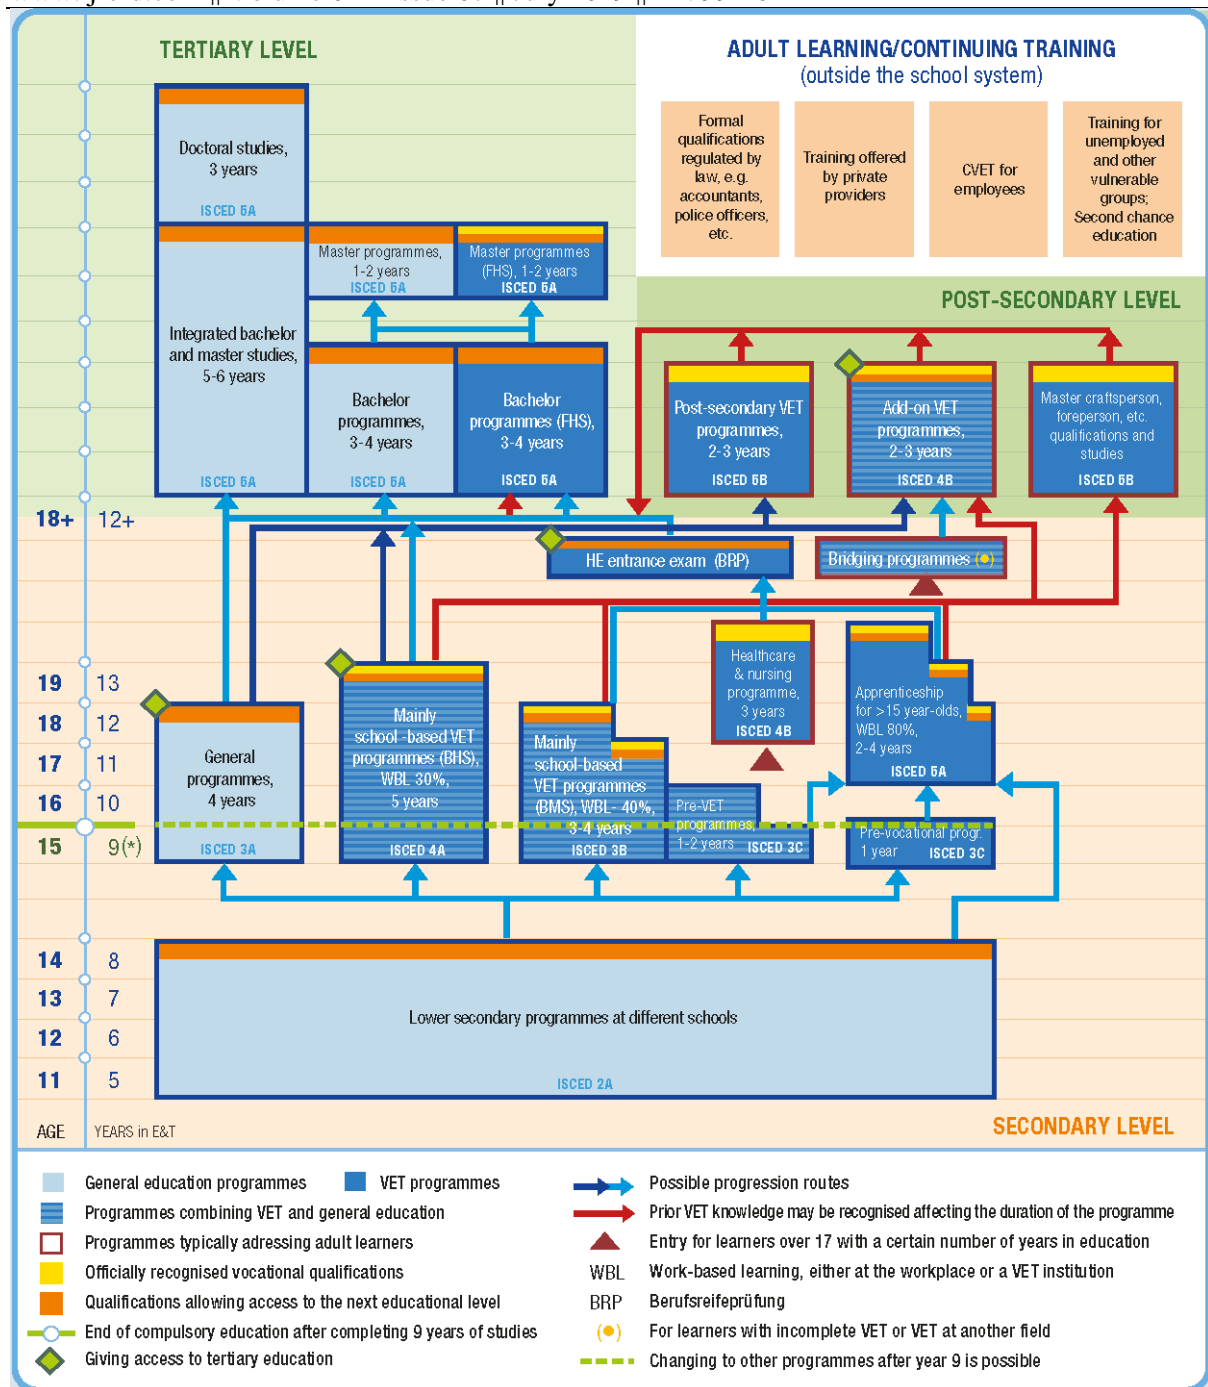 TERTIARY LEVEL
ADULT LEARNING/CONTINUING TRAINING
(outside the school system)
Formal
qualifications
regulated by
law, e.g.
accountants,
police officers,
etc.
Training offered
by private
providers
CVET for
employees
Training for
unemployed
and other
vulnerable
groups;
Second chance
education
Doctoral studies,
3 years
ISCED 5A
Integrated bachelor
and master studies,
5-6 years
ISCED 5A
Master programmes,
1-2 years
ISCED 5A
Master programmes
(FHS), 1-2 years
ISCED 5A
Bachelor
programmes,
3-4 years
ISCED 5A
Bachelor
programmes (FHS),
3-4 years
ISCED 5A
POST-SECONDARY LEVEL
Post-secondary VET
programmes,
2-3 years
ISCED 5B
Add-on VET
programmes,
2-3 years
ISCED 4B
Master craftsperson,
foreperson, etc.
qualifications and
studies
ISCED 5B
18+ 12+
HE entrance exam (BRP)
Bridging programmes (●)
19 13
18 12
17 11
16 10
15 9(*)
General
programmes,
4 years
ISCED 3A
Mainly
school -based VET
programmes (BHS),
WBL 30%,
5 years
ISCED 4A
Mainly
school-based
VET programmes
(BMS), WBL- 40%,
3-4 years
ISCED 3B
Pre-VET
programmes,
1-2 years
ISCED 3C
Healthcare
& nursing
programme,
3 years
ISCED 4B
Apprenticeship
for >15 year-olds,
WBL 80%,
2-4 years
ISCED 5A
Pre-vocational progr.
1 year
ISCED 3C
14 8
13 7
12 6
11 5
Lower secondary programmes at different schools
ISCED 2A
AGE YEARS in E&T
SECONDARY LEVEL
General education programmes
VET programmes
Programmes combining VET and general education
Programmes typically adressing adult learners
Officially recognised vocational qualifications
Qualifications allowing access to the next educational level
End of compulsory education after completing 9 years of studies
Giving access to tertiary education
Possible progression routes
Prior VET knowledge may be recognised affecting the duration of the programme
Entry for learners over 17 with a certain number of years in education
WBL Work-based learning, either at the workplace or a VET institution
BRP Berufsreifeprüfung
(●) For learners with incomplete VET or VET at another field
Changing to other programmes after year 9 is possible